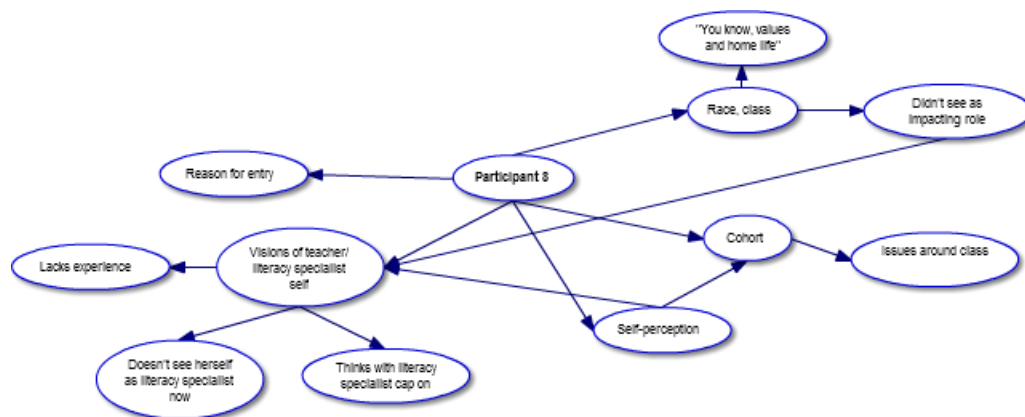 "You know, values
and home life"
Race, class
Didn't see as
impacting role
Reason for entry
Participant 8
Visions of teacher/
literacy specialist
self
Cohort
Lacks experience
Issues around class
Self-perception
Doesn't see herself
as literacy specialist
now
Thinks with literacy
specialist cap on